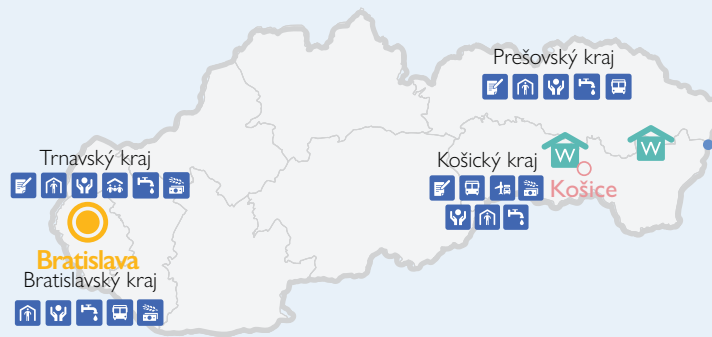 Prešovský kraj
Trnavský kraj
Košický kraj
W
W
Košice
Bratislava
Bratislavský kraj